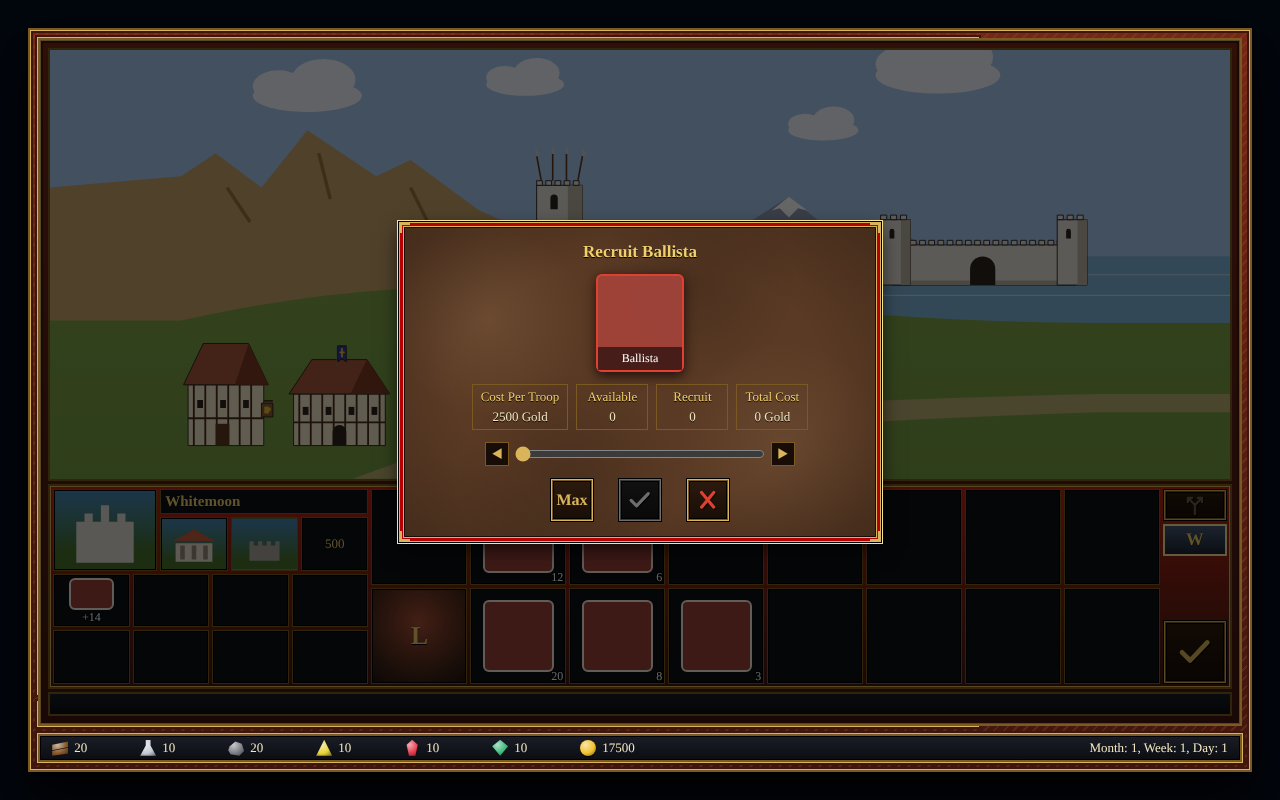 Recruit Ballista
Ballista
Cost Per Troop
2500 Gold
Available
0
Recruit
0
Total Cost
0 Gold
Max
Whitemoon
500
+14
12
6
L
20
8
3
W
20
10
20
10
10
10
17500
Month: 1, Week: 1, Day: 1